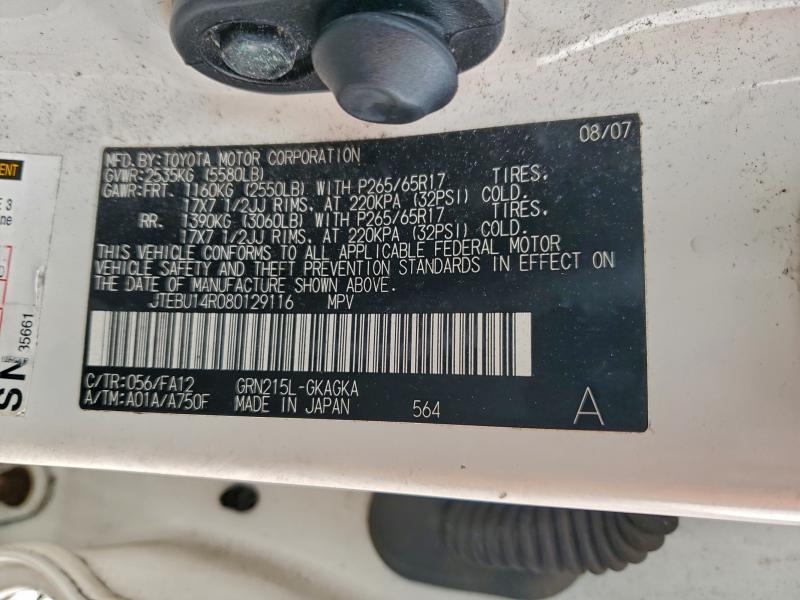 08/07
MFD.BY:TOYOTA MOTOR CORPORATION
GVWR:2535KG (5580LB)
GAWR:FRT. 1160KG (2550LB) WITH P265/65R17 TIRES.
17X7 1/2JJ RIMS, AT 220KPA (32PSI) COLD.
RR. 1390KG (3060LB) WITH P265/65R17 TIRES.
17X7 1/2JJ RIMS, AT 220KPA (32PSI) COLD.
THIS VEHICLE CONFORMS TO ALL APPLICABLE FEDERAL MOTOR
VEHICLE SAFETY AND THEFT PREVENTION STANDARDS IN EFFECT ON
THE DATE OF MANUFACTURE SHOWN ABOVE.
JTEBU14R080129116 MPV
C/TR:056/FA12 GRN215L-GKAGKA
A/TM:A01A/A750F MADE IN JAPAN 564 A
35661
SN